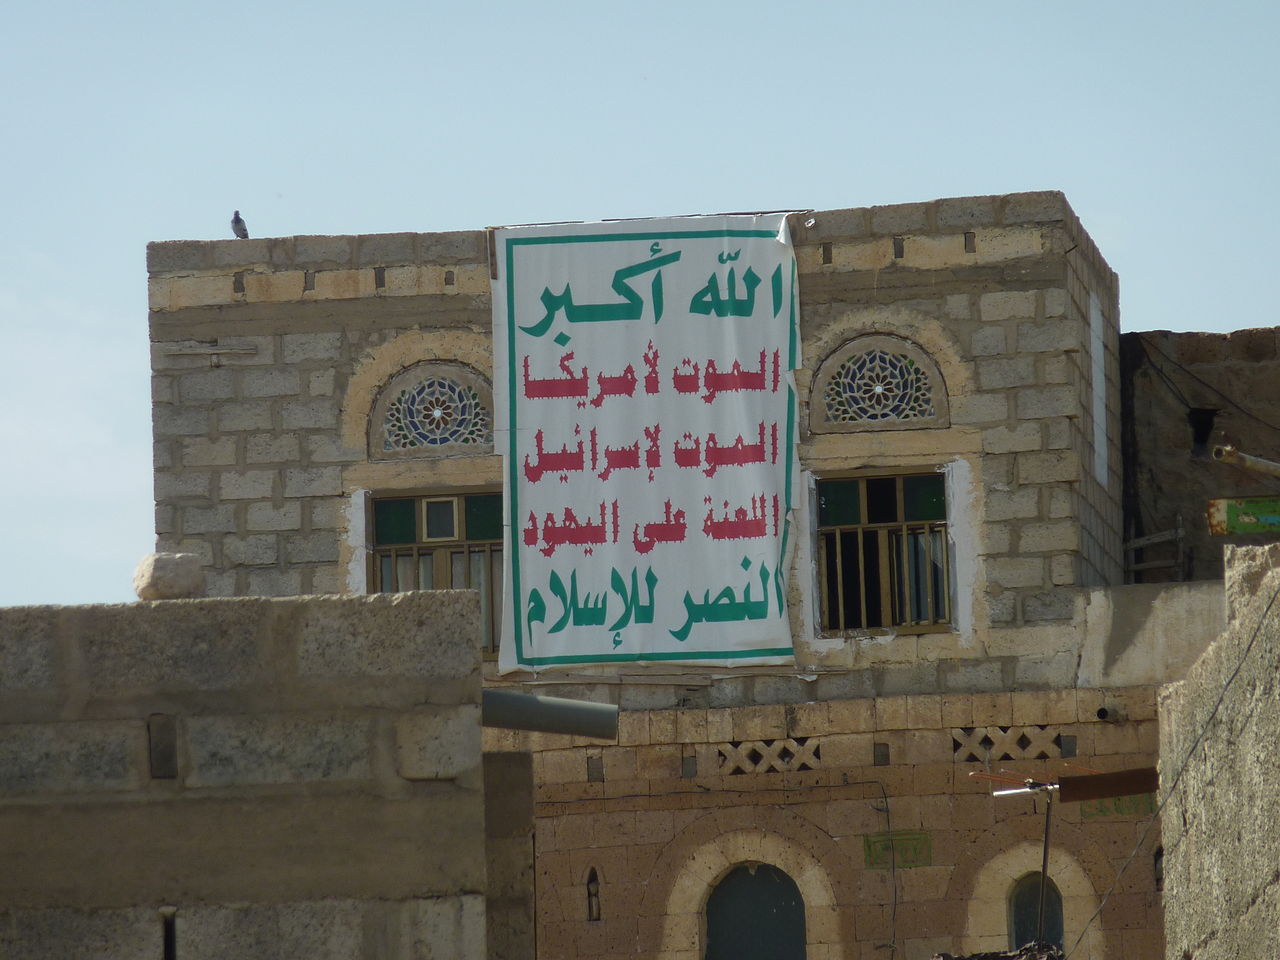 الله أكبر
الموت لأمريكا
الموت لإسرائيل
اللعنة على اليهود
النصر للإسلام